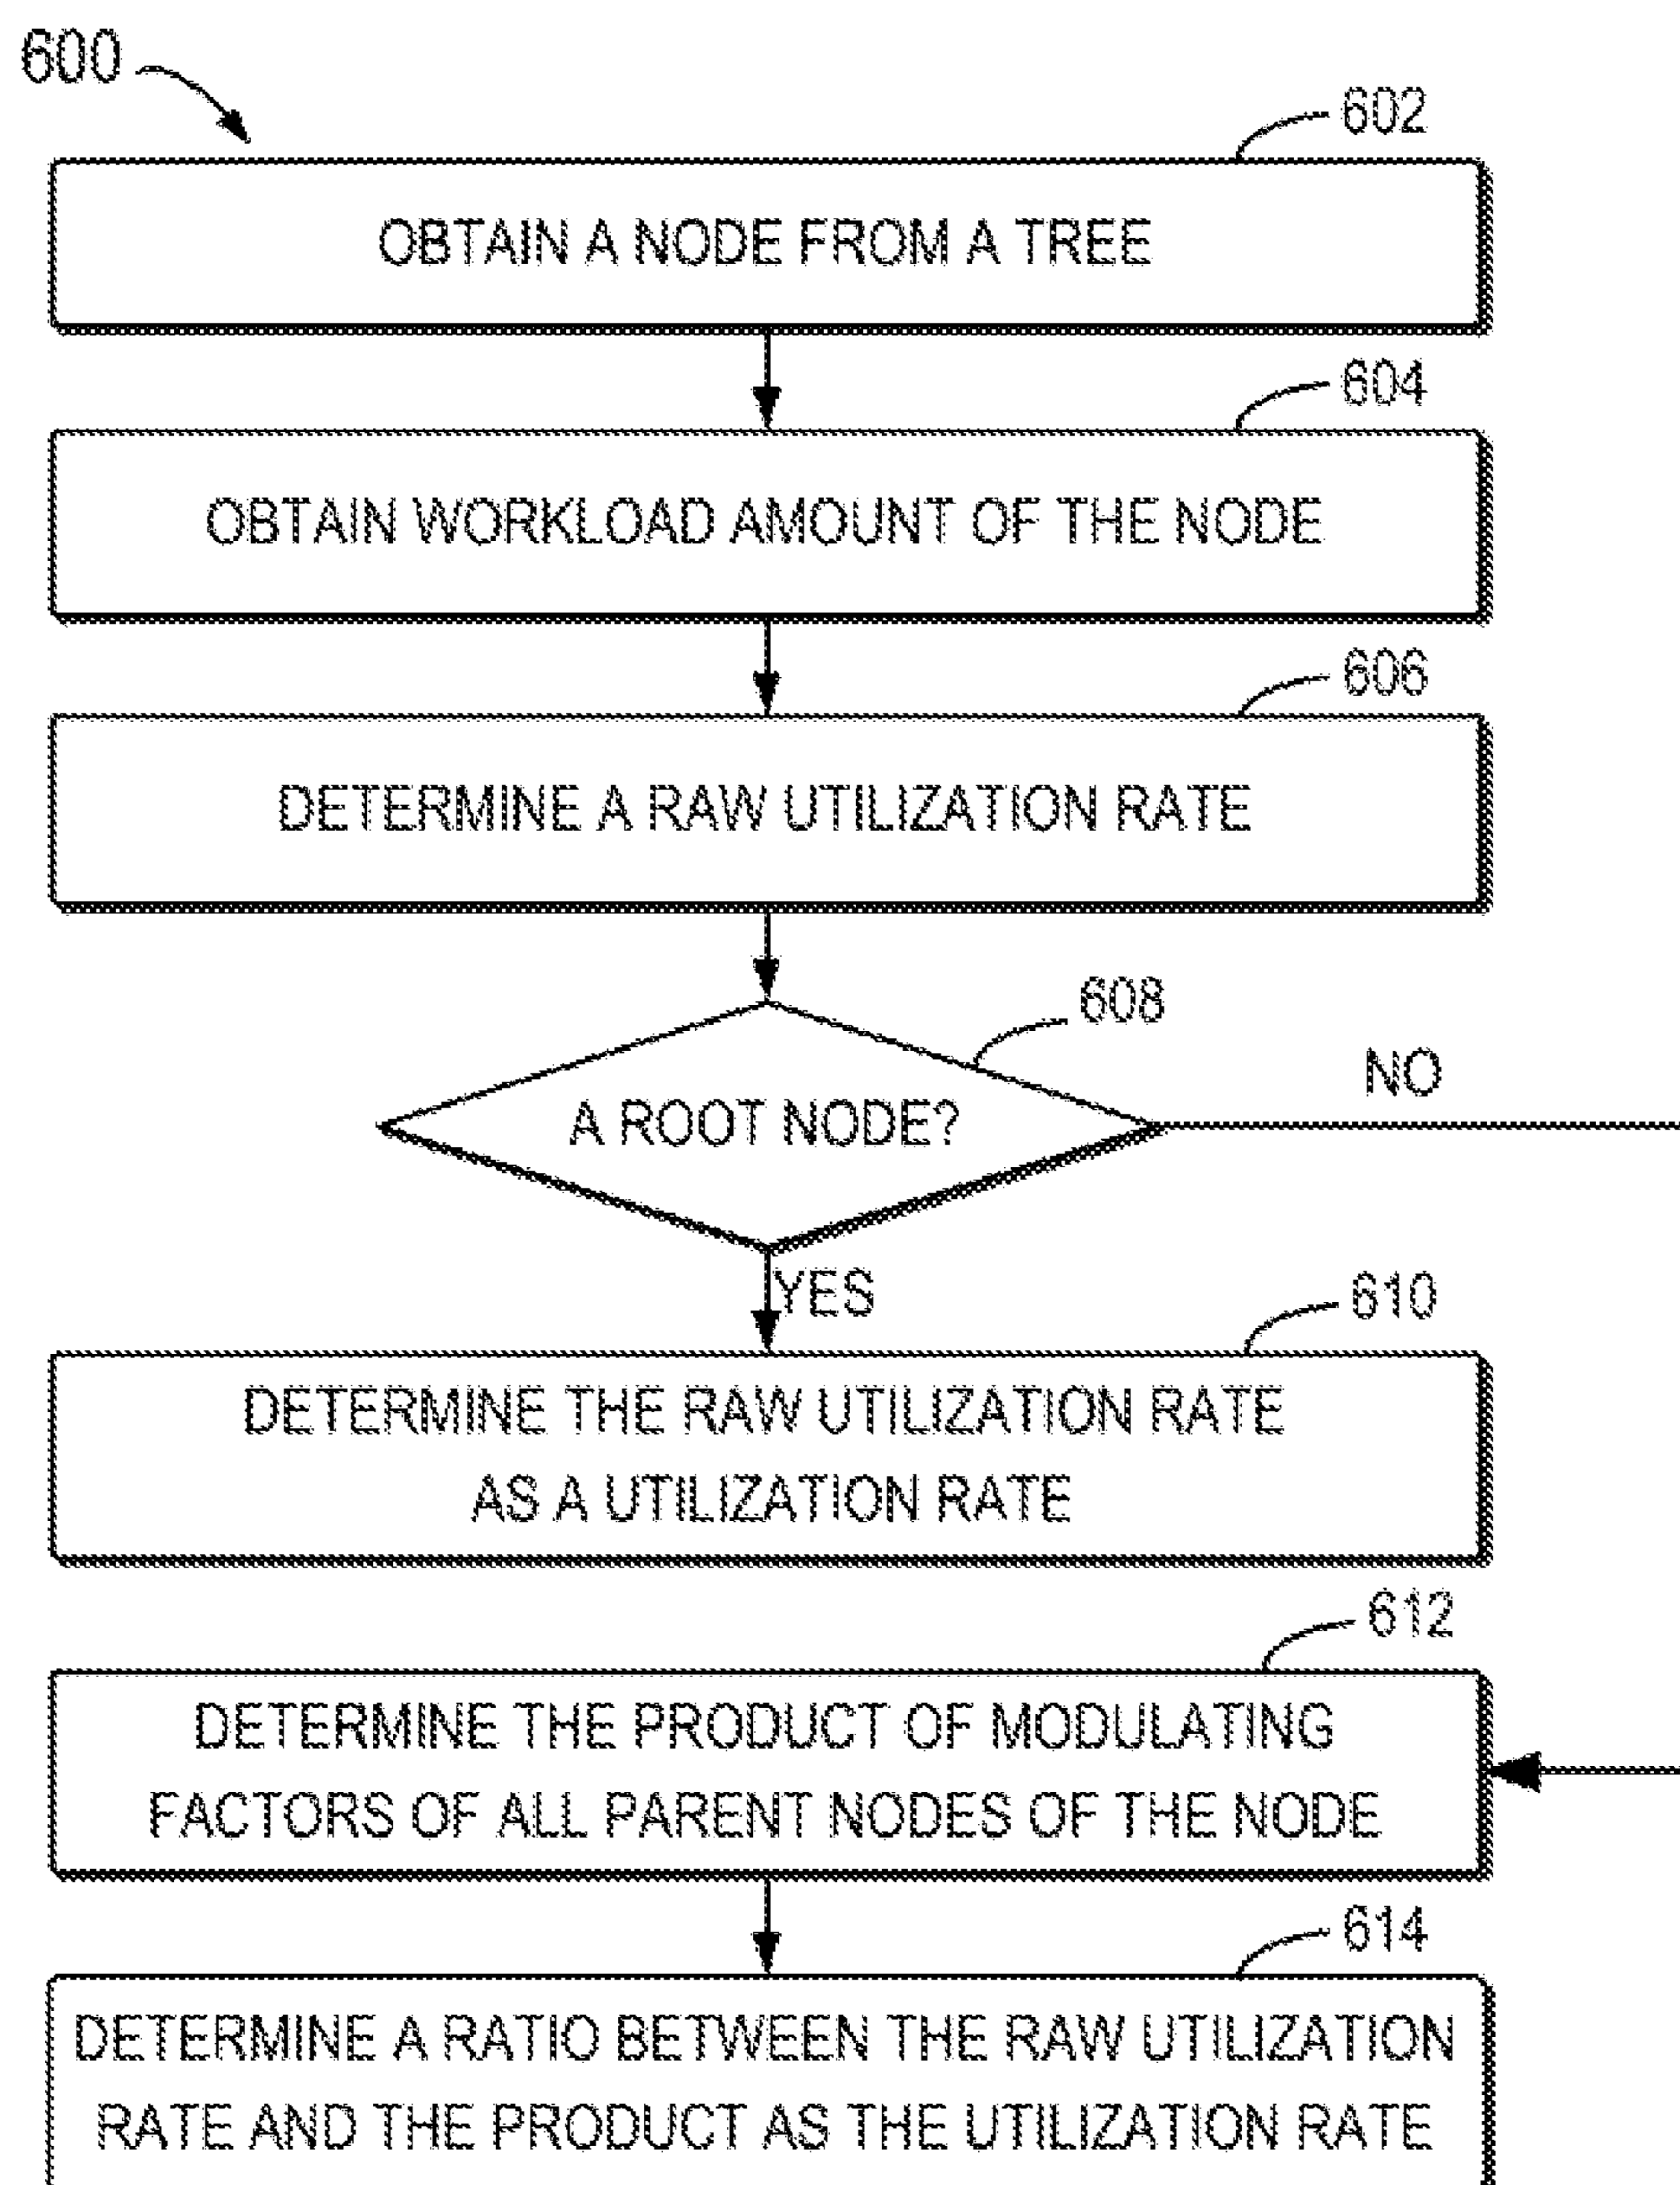 600
602
OBTAIN A NODE FROM A TREE
604
OBTAIN WORKLOAD AMOUNT OF THE NODE
606
DETERMINE A RAW UTILIZATION RATE
608
A ROOT NODE?
NO
YES
610
DETERMINE THE RAW UTILIZATION RATE
AS A UTILIZATION RATE
612
DETERMINE THE PRODUCT OF MODULATING
FACTORS OF ALL PARENT NODES OF THE NODE
614
DETERMINE A RATIO BETWEEN THE RAW UTILIZATION
RATE AND THE PRODUCT AS THE UTILIZATION RATE